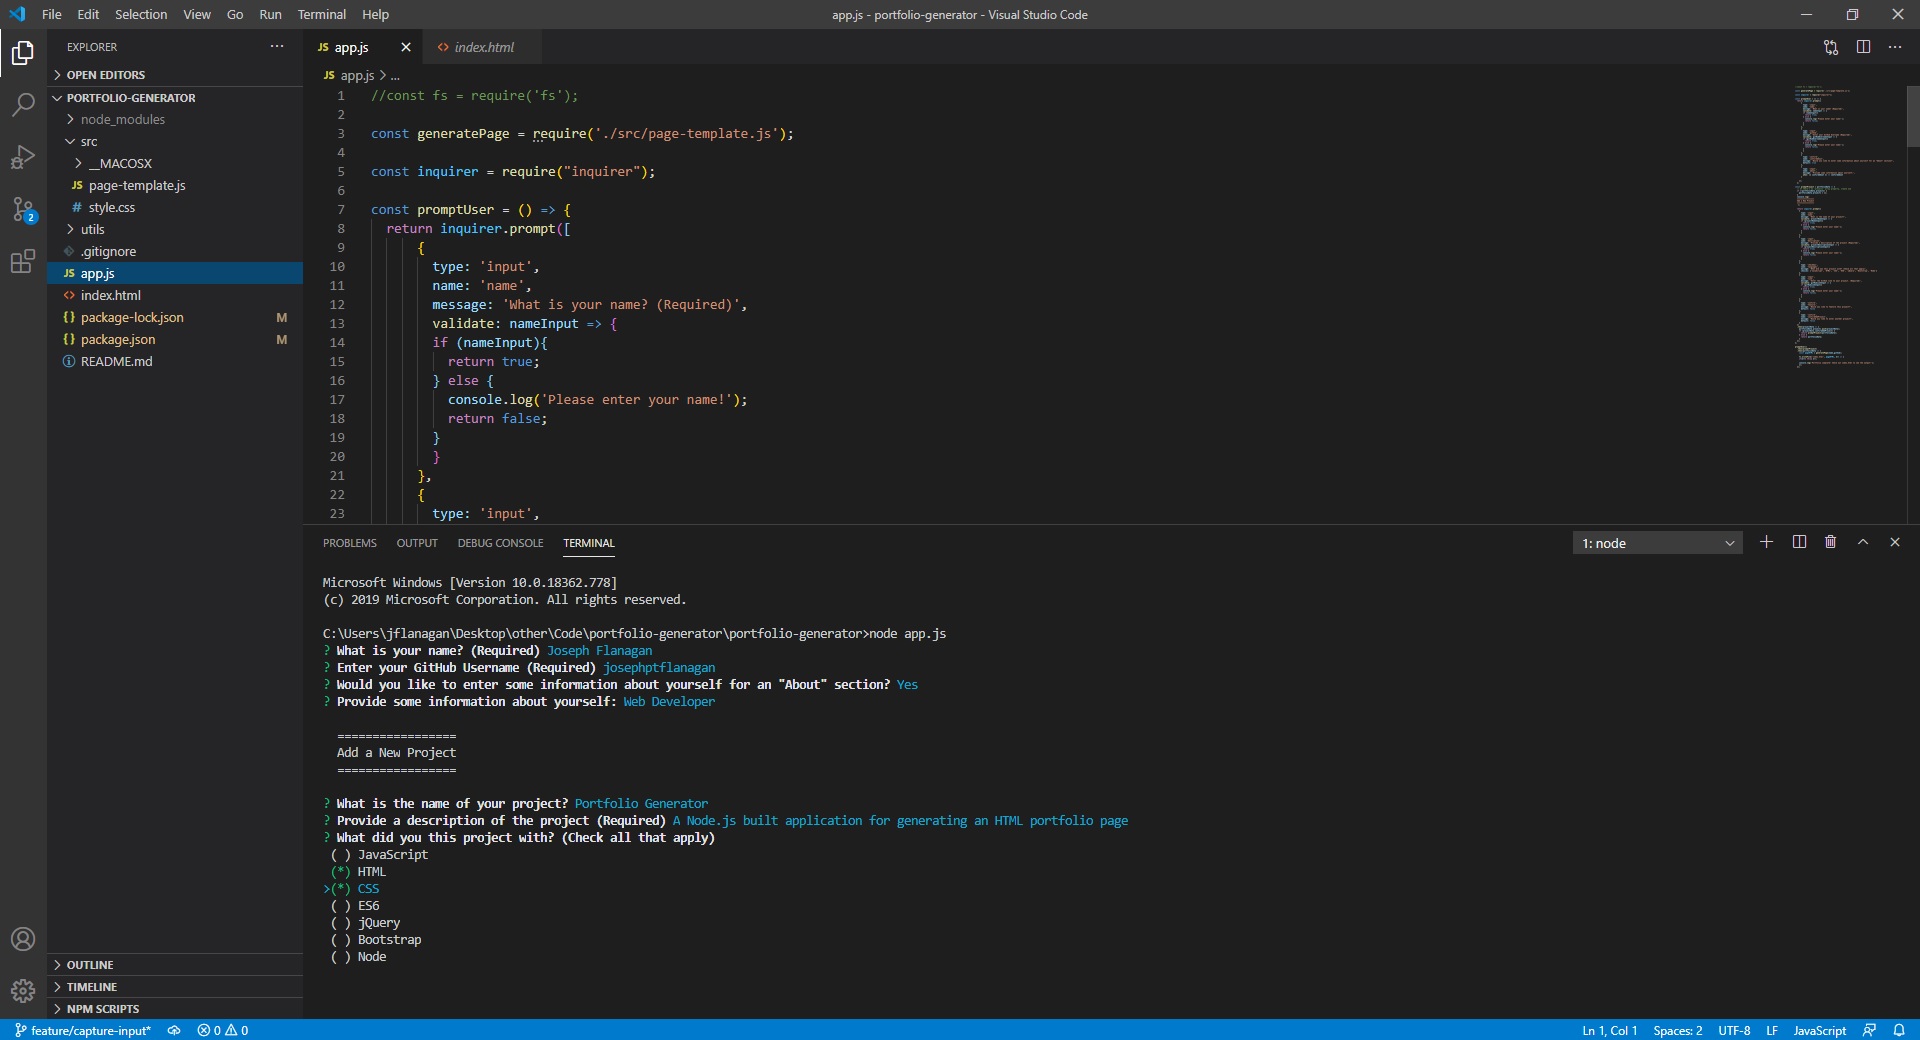 File Edit Selection View Go Run Terminal Help
app.js - portfolio-generator - Visual Studio Code
EXPLORER
OPEN EDITORS
PORTFOLIO-GENERATOR
node_modules
src
__MACOSX
JS page-template.js
# style.css
utils
.gitignore
JS app.js
<> index.html
{} package-lock.json M
{} package.json M
README.md
OUTLINE
TIMELINE
NPM SCRIPTS
2
JS app.js
<> index.html
JS app.js > ...
1 //const fs = require('fs');
2
3 const generatePage = require('./src/page-template.js');
4
5 const inquirer = require("inquirer");
6
7 const promptUser = () => {
8 return inquirer.prompt([
9 {
10 type: 'input',
11 name: 'name',
12 message: 'What is your name? (Required)',
13 validate: nameInput => {
14 if (nameInput){
15 return true;
16 } else {
17 console.log('Please enter your name!');
18 return false;
19 }
20 }
21 },
22 {
23 type: 'input',
PROBLEMS OUTPUT DEBUG CONSOLE TERMINAL
1: node
Microsoft Windows [Version 10.0.18362.778]
(c) 2019 Microsoft Corporation. All rights reserved.
C:\Users\jflanagan\Desktop\other\Code\portfolio-generator\portfolio-generator>node app.js
? What is your name? (Required) Joseph Flanagan
? Enter your GitHub Username (Required) josephptflanagan
? Would you like to enter some information about yourself for an "About" section? Yes
? Provide some information about yourself: Web Developer
=================
Add a New Project
=================
? What is the name of your project? Portfolio Generator
? Provide a description of the project (Required) A Node.js built application for generating an HTML portfolio page
? What did you this project with? (Check all that apply)
( ) JavaScript
(*) HTML
>(*) CSS
( ) ES6
( ) jQuery
( ) Bootstrap
( ) Node
feature/capture-input* 0 0
Ln 1, Col 1 Spaces: 2 UTF-8 LF JavaScript